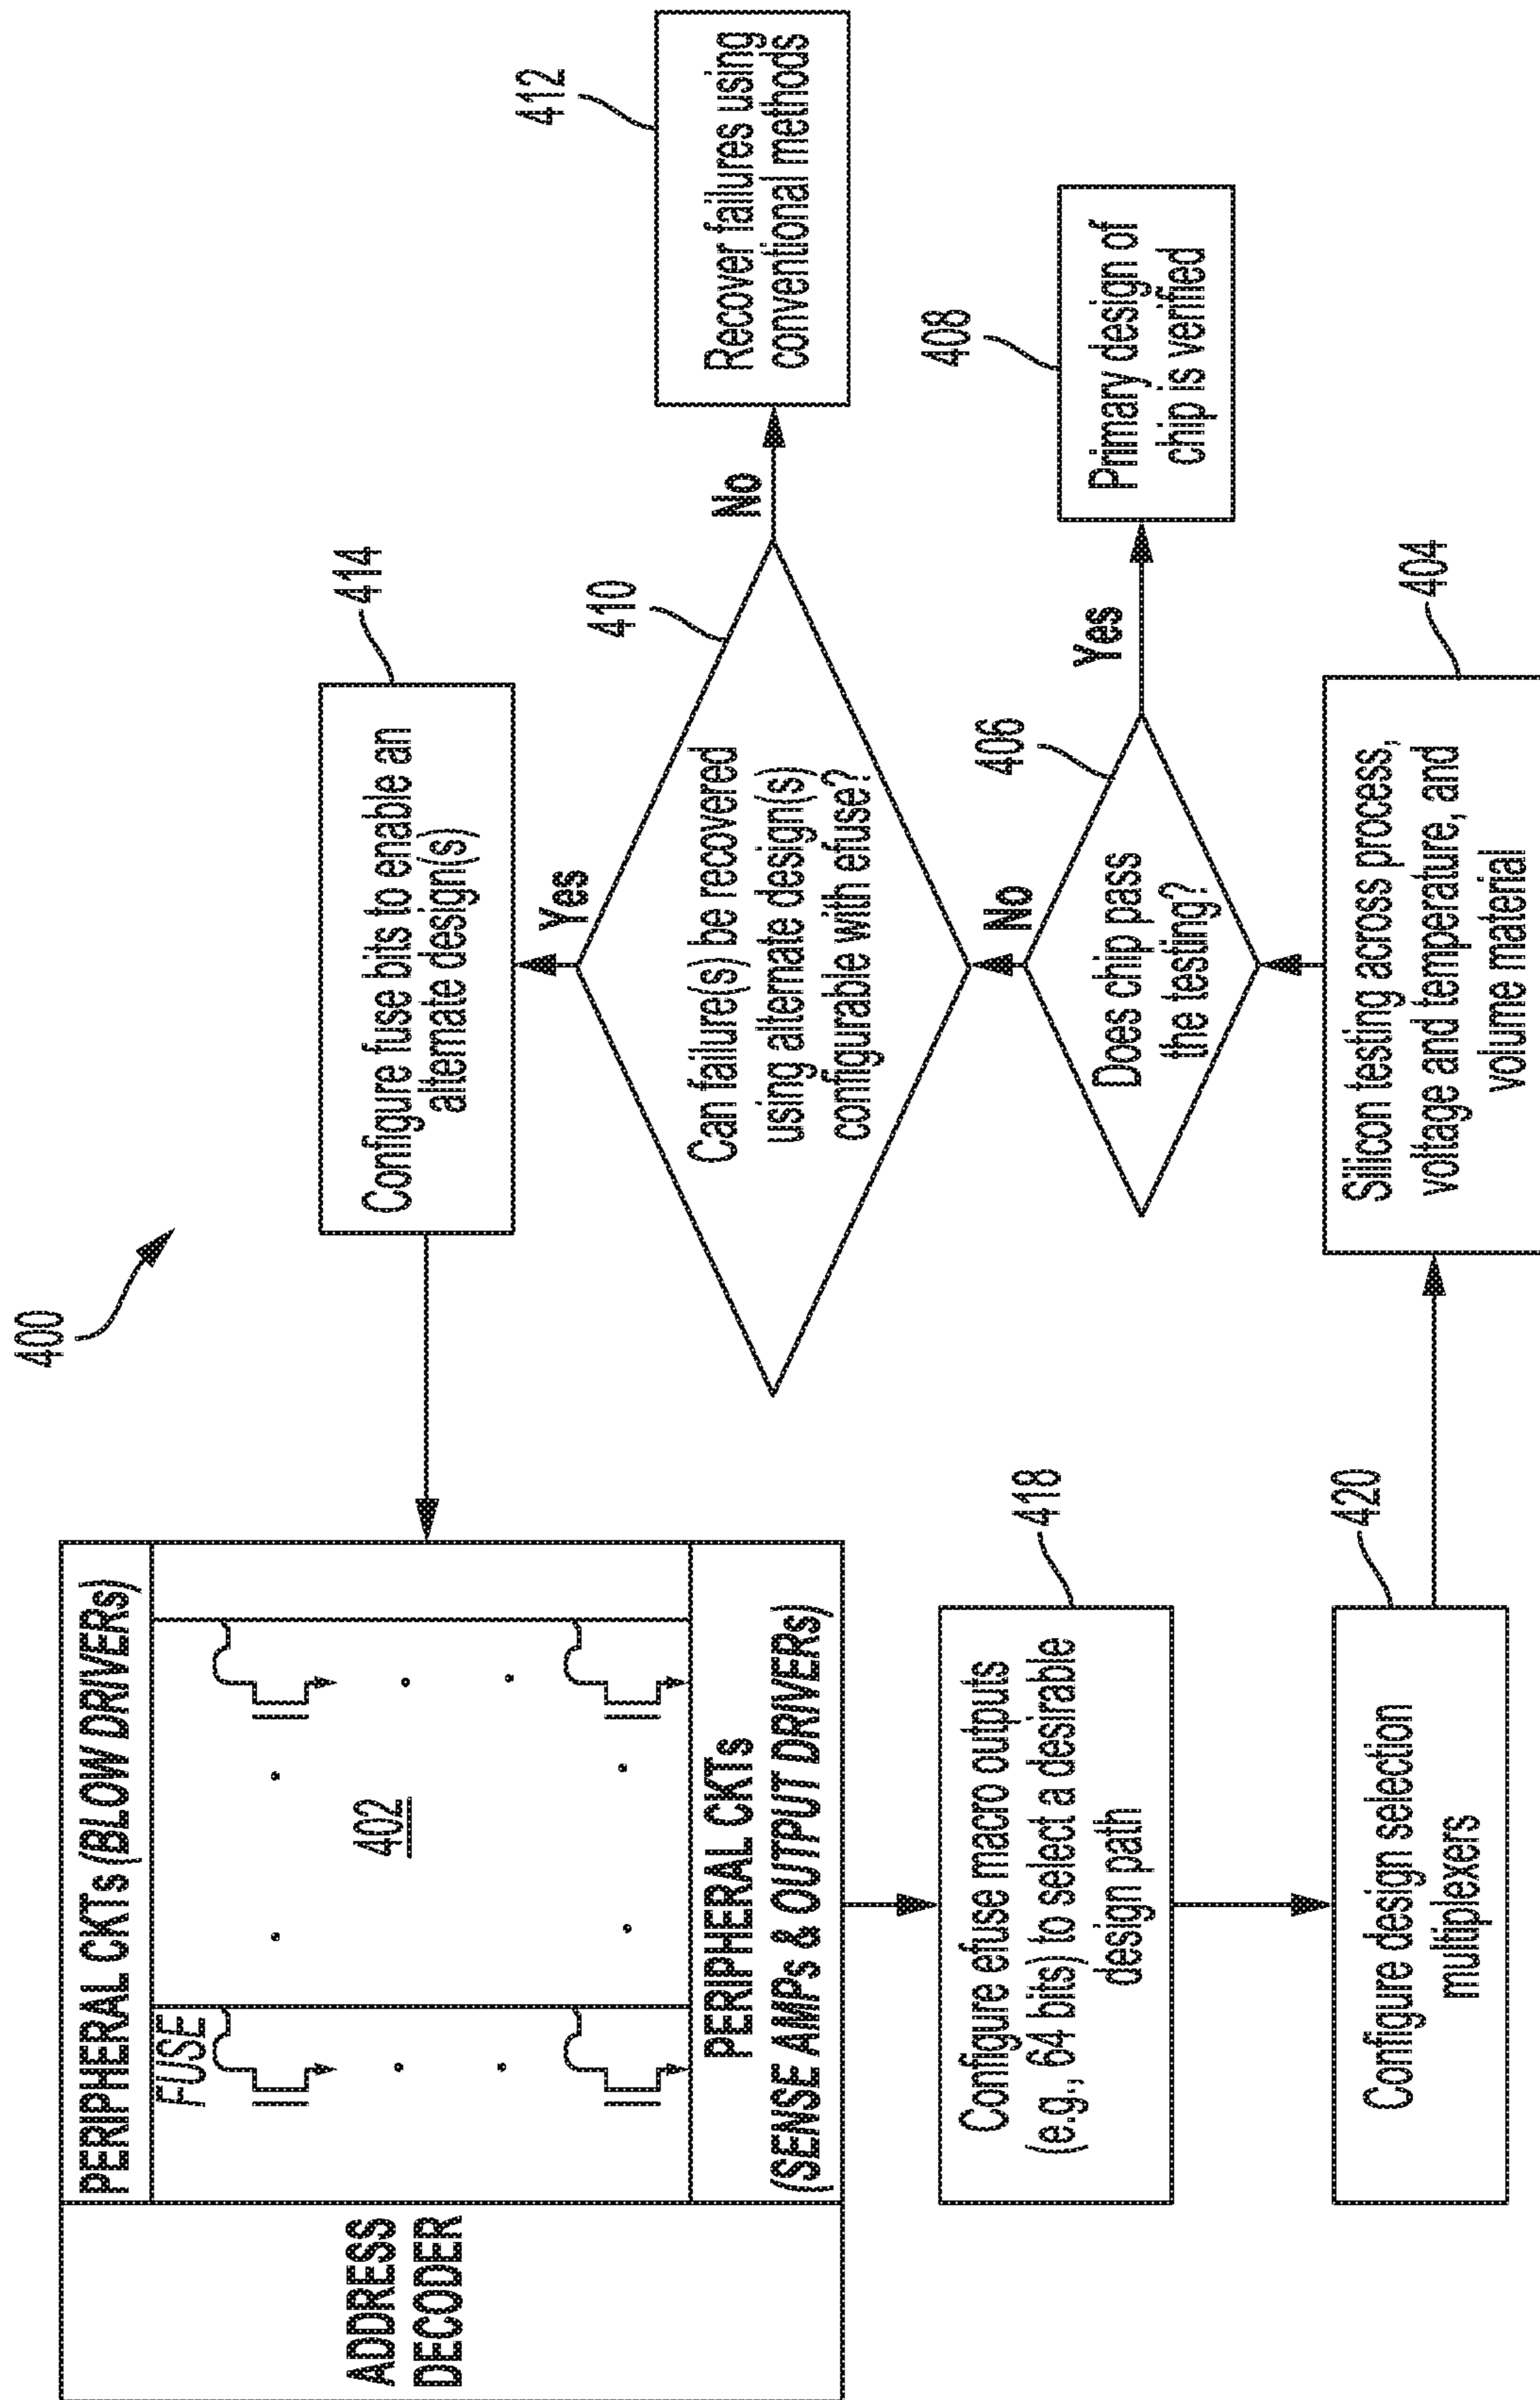 400
PERIPHERAL CKTs (BLOW DRIVERs)
FUSE
402
ADDRESS
DECODER
PERIPHERAL CKTs
(SENSE AMPs & OUTPUT DRIVERs)
414
Configure fuse bits to enable an
alternate design(s)
Yes
410
Can failure(s) be recovered
using alternate design(s)
configurable with efuse?
No
412
Recover failures using
conventional methods
No
406
Does chip pass
the testing?
Yes
408
Primary design of
chip is verified
418
Configure efuse macro outputs
(e.g., 64 bits) to select a desirable
design path
420
Configure design selection
multiplexers
404
Silicon testing across process,
voltage and temperature, and
volume material